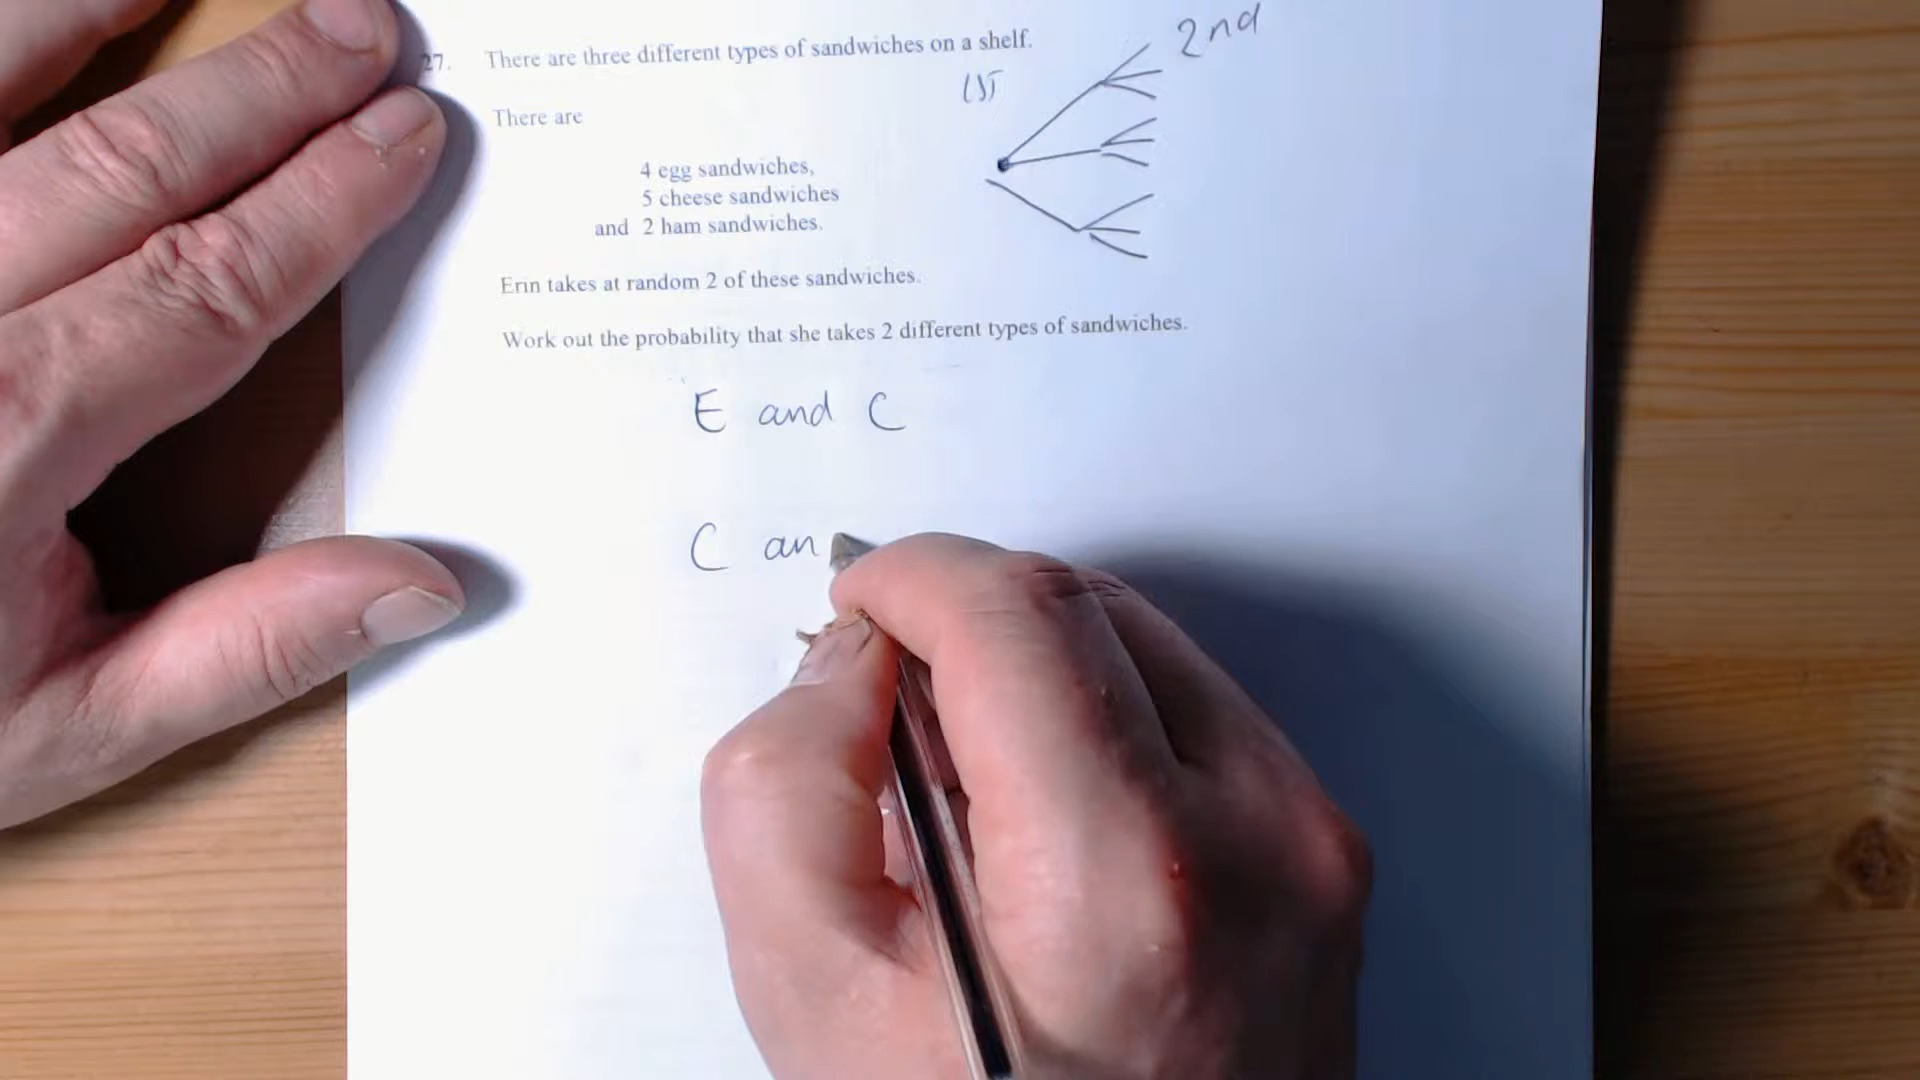 27. There are three different types of sandwiches on a shelf.
There are
4 egg sandwiches,
5 cheese sandwiches
and 2 ham sandwiches.
Erin takes at random 2 of these sandwiches.
Work out the probability that she takes 2 different types of sandwiches.
1st
2nd
E and C
C an